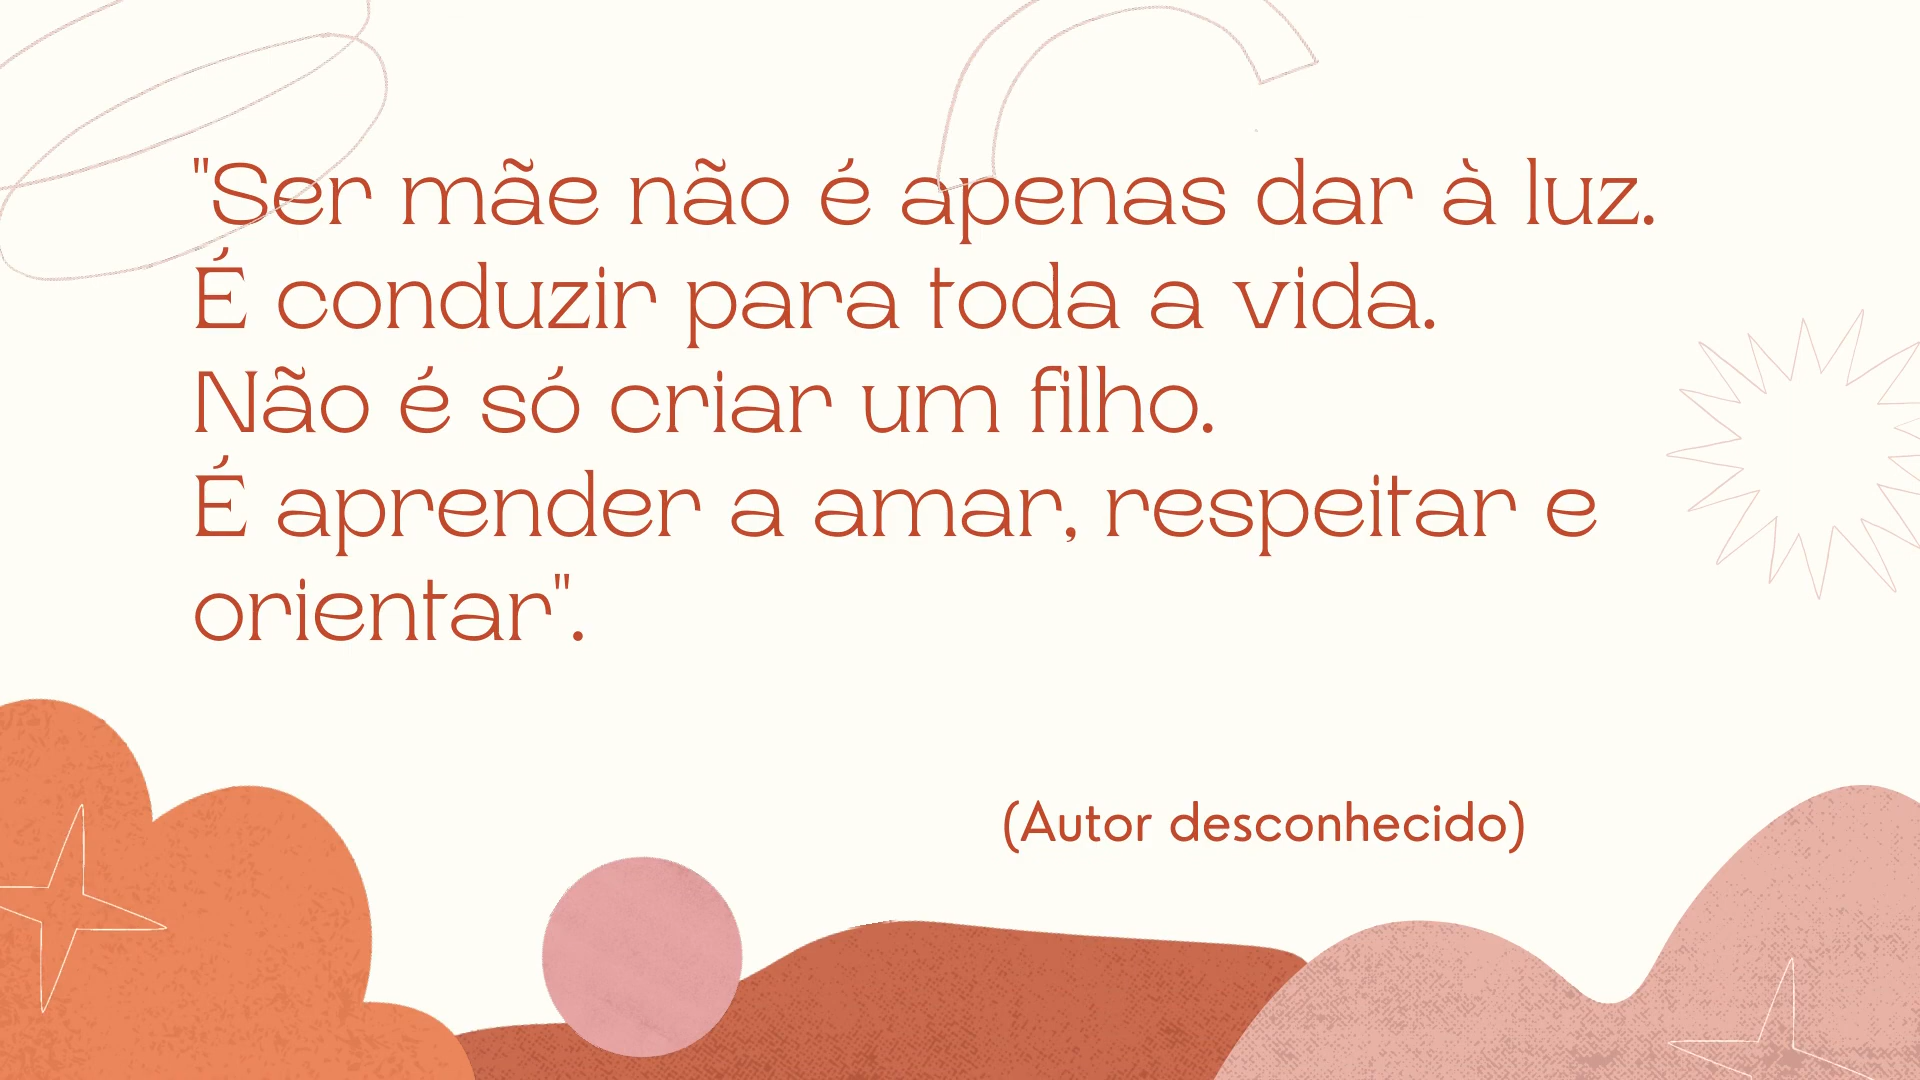 "Ser mãe não é apenas dar à luz.
É conduzir para toda a vida.
Não é só criar um filho.
É aprender a amar, respeitar e
orientar".
(Autor desconhecido)